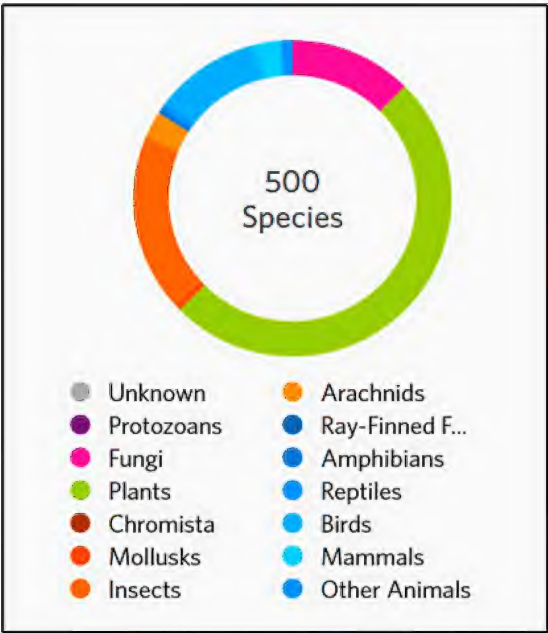 500
Species
Unknown
Protozoans
Fungi
Plants
Chromista
Mollusks
Insects
Arachnids
Ray-Finned F...
Amphibians
Reptiles
Birds
Mammals
Other Animals